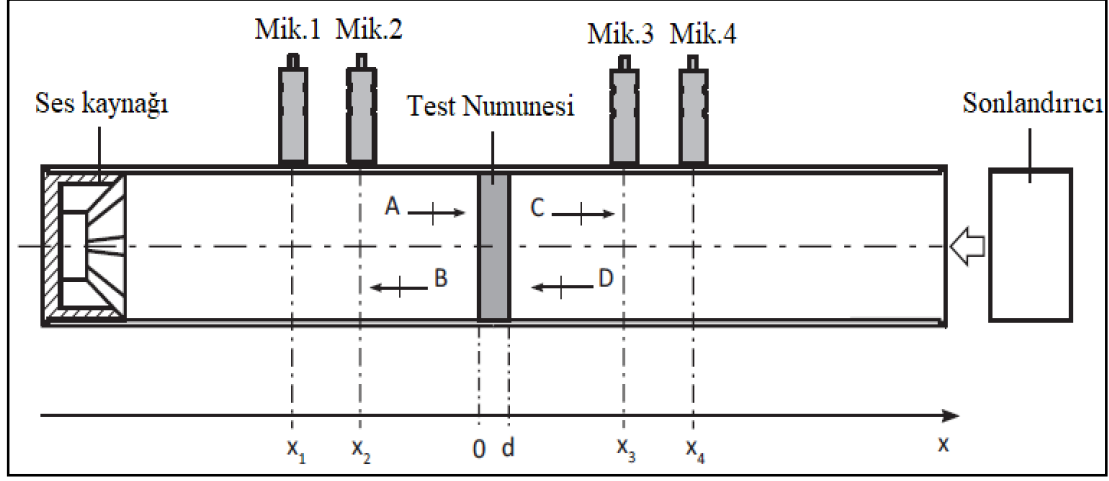 Mik.1 Mik.2
Mik.3 Mik.4
Ses kaynağı
Test Numunesi
Sonlandırıcı
A
C
B
D
x₁ x₂ 0 d x₃ x₄ x